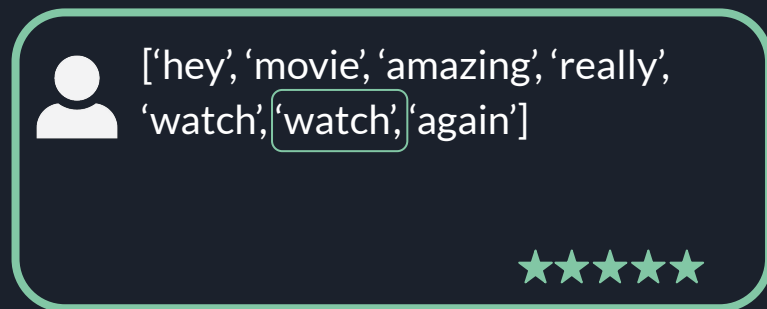 [‘hey’, ‘movie’, ‘amazing’, ‘really’,
‘watch’, ‘watch’, ‘again’]